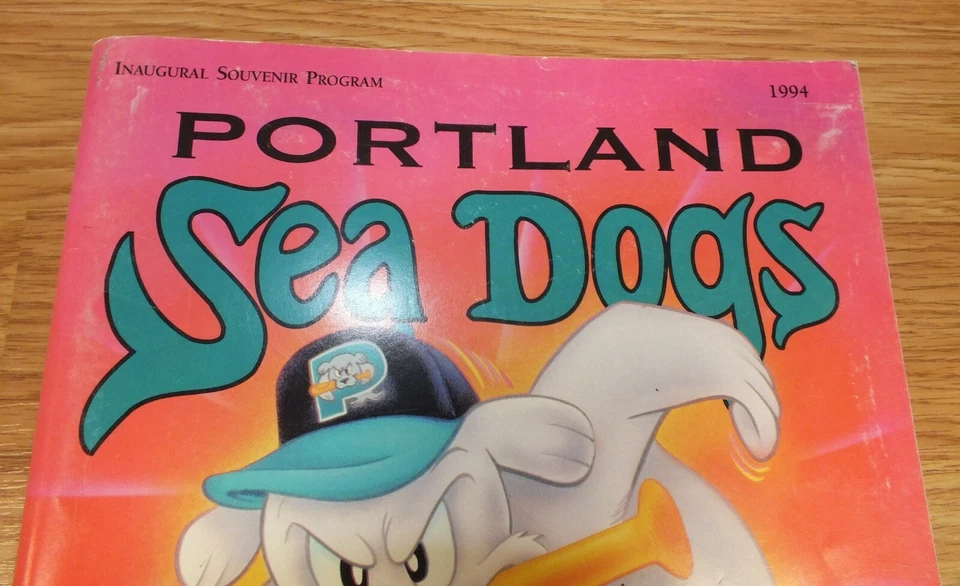 INAUGURAL SOUVENIR PROGRAM
1994
PORTLAND
Sea Dogs
P